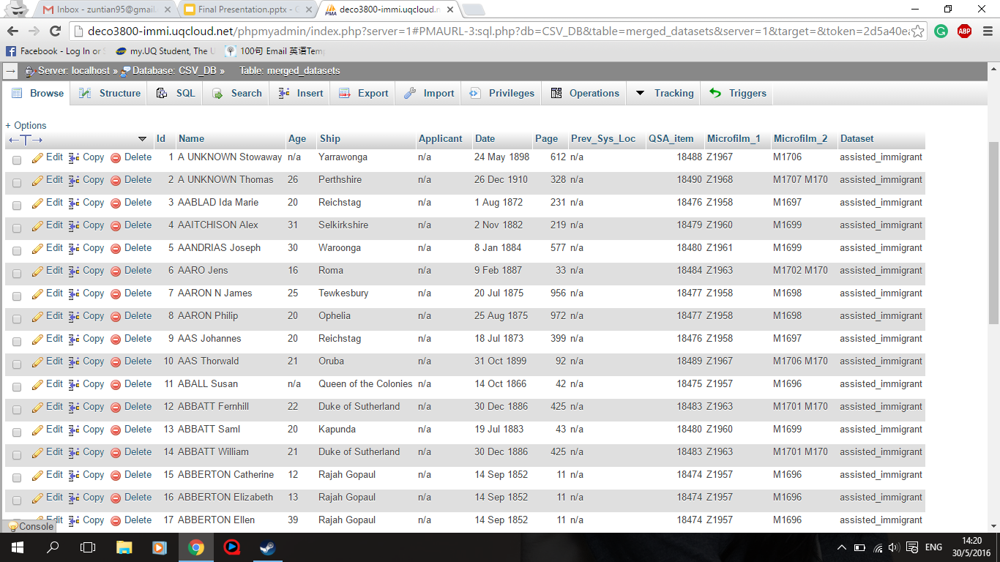 Inbox - zuntian95@gmail. Final Presentation.pptx - deco3800-immi.uqcloud.n
deco3800-immi.uqcloud.net/phpmyadmin/index.php?server=1#PMAURL-3:sql.php?db=CSV_DB&table=merged_datasets&server=1&target=&token=2d5a40e
Facebook - Log In or my.UQ Student, The U 100句 Email 英语Tem
Server: localhost » Database: CSV_DB » Table: merged_datasets
Browse Structure SQL Search Insert Export Import Privileges Operations Tracking Triggers
+ Options
←T→ Id Name Age Ship Applicant Date Page Prev_Sys_Loc QSA_item Microfilm_1 Microfilm_2 Dataset
Edit Copy Delete 1 A UNKNOWN Stowaway n/a Yarrawonga n/a 24 May 1898 612 n/a 18488 Z1967 M1706 assisted_immigrant
Edit Copy Delete 2 A UNKNOWN Thomas 26 Perthshire n/a 26 Dec 1910 328 n/a 18490 Z1968 M1707 M170 assisted_immigrant
Edit Copy Delete 3 AABLAD Ida Marie 20 Reichstag n/a 1 Aug 1872 231 n/a 18476 Z1958 M1697 assisted_immigrant
Edit Copy Delete 4 AAITCHISON Alex 31 Selkirkshire n/a 2 Nov 1882 219 n/a 18479 Z1960 M1699 assisted_immigrant
Edit Copy Delete 5 AANDRIAS Joseph 30 Waroonga n/a 8 Jan 1884 577 n/a 18480 Z1961 M1699 assisted_immigrant
Edit Copy Delete 6 AARO Jens 16 Roma n/a 9 Feb 1887 33 n/a 18484 Z1963 M1702 M170 assisted_immigrant
Edit Copy Delete 7 AARON N James 25 Tewkesbury n/a 20 Jul 1875 956 n/a 18477 Z1958 M1698 assisted_immigrant
Edit Copy Delete 8 AARON Philip 20 Ophelia n/a 25 Aug 1875 972 n/a 18477 Z1958 M1698 assisted_immigrant
Edit Copy Delete 9 AAS Johannes 20 Reichstag n/a 18 Jul 1873 399 n/a 18476 Z1958 M1697 assisted_immigrant
Edit Copy Delete 10 AAS Thorwald 21 Oruba n/a 31 Oct 1899 92 n/a 18489 Z1967 M1706 M170 assisted_immigrant
Edit Copy Delete 11 ABALL Susan n/a Queen of the Colonies n/a 14 Oct 1866 42 n/a 18475 Z1957 M1696 assisted_immigrant
Edit Copy Delete 12 ABBATT Fernhill 22 Duke of Sutherland n/a 30 Dec 1886 425 n/a 18483 Z1963 M1701 M170 assisted_immigrant
Edit Copy Delete 13 ABBATT Saml 20 Kapunda n/a 19 Jul 1883 43 n/a 18480 Z1960 M1699 assisted_immigrant
Edit Copy Delete 14 ABBATT William 21 Duke of Sutherland n/a 30 Dec 1886 425 n/a 18483 Z1963 M1701 M170 assisted_immigrant
Edit Copy Delete 15 ABBERTON Catherine 12 Rajah Gopaul n/a 14 Sep 1852 11 n/a 18474 Z1957 M1696 assisted_immigrant
Edit Copy Delete 16 ABBERTON Elizabeth 13 Rajah Gopaul n/a 14 Sep 1852 11 n/a 18474 Z1957 M1696 assisted_immigrant
Edit Copy Delete 17 ABBERTON Ellen 39 Rajah Gopaul n/a 14 Sep 1852 11 n/a 18474 Z1957 M1696 assisted_immigrant
Console
ENG 14:20
30/5/2016